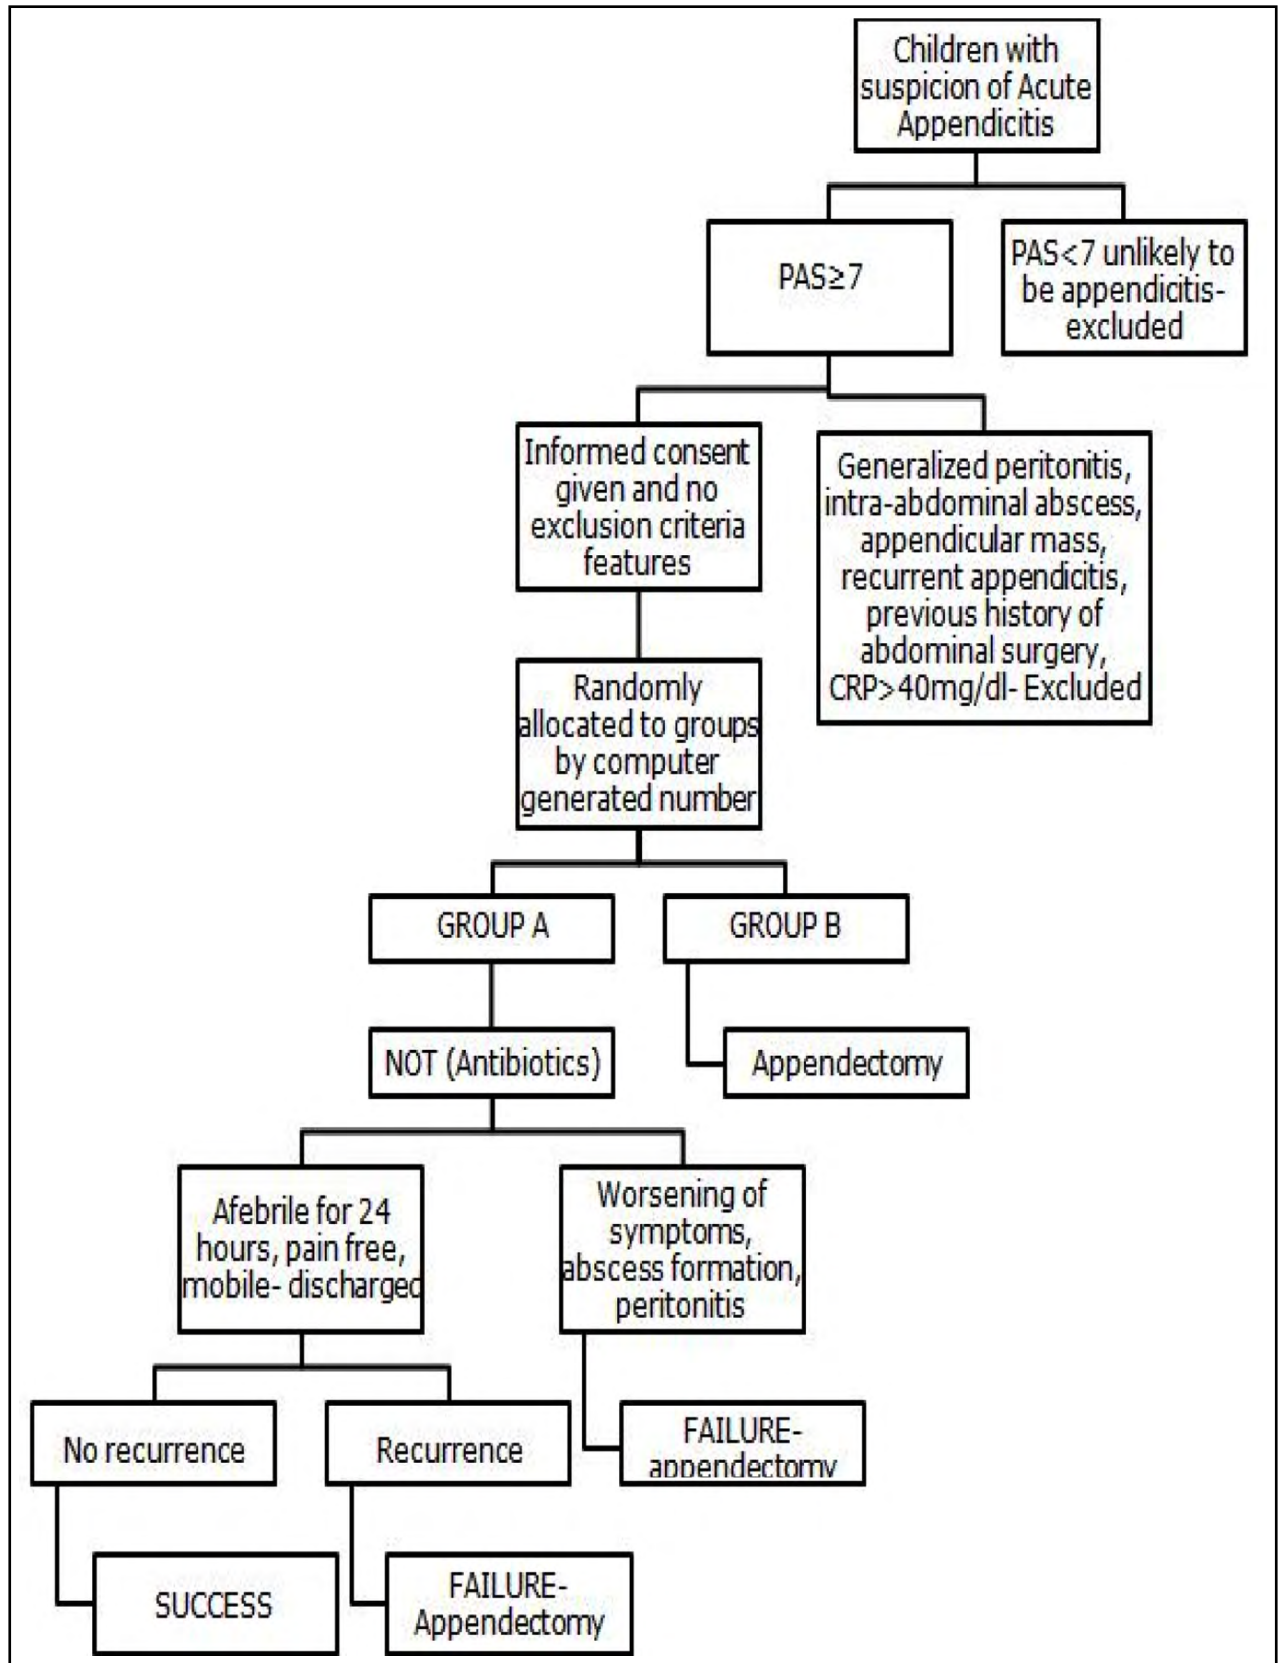 Children with
suspicion of Acute
Appendicitis
PAS≥7
PAS<7 unlikely to
be appendicitis-
excluded
Informed consent
given and no
exclusion criteria
features
Generalized peritonitis,
intra-abdominal abscess,
appendicular mass,
recurrent appendicitis,
previous history of
abdominal surgery,
CRP>40mg/dl- Excluded
Randomly
allocated to groups
by computer
generated number
GROUP A
GROUP B
NOT (Antibiotics)
Appendectomy
Afebrile for 24
hours, pain free,
mobile- discharged
Worsening of
symptoms,
abscess formation,
peritonitis
No recurrence
Recurrence
FAILURE-
appendectomy
SUCCESS
FAILURE-
Appendectomy